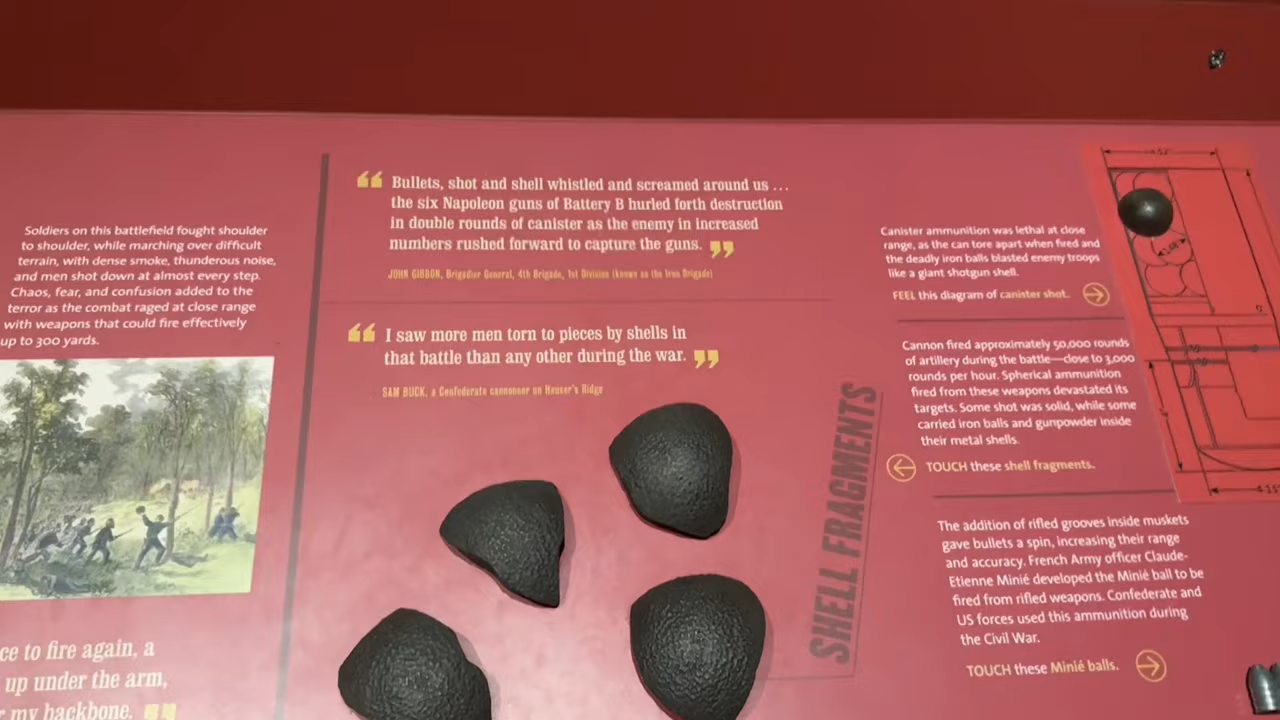 Soldiers on this battlefield fought shoulder
to shoulder, while marching over difficult
terrain, with dense smoke, thunderous noise,
and men shot down at almost every step.
Chaos, fear, and confusion added to the
terror as the combat raged at close range
with weapons that could fire effectively
up to 300 yards.
ce to fire again, a
up under the arm,
my backbone. ”
“ Bullets, shot and shell whistled and screamed around us ...
the six Napoleon guns of Battery B hurled forth destruction
in double rounds of canister as the enemy in increased
numbers rushed forward to capture the guns. ”
JOHN GIBBON, Brigadier General, 4th Brigade, 1st Division (known as the Iron Brigade)
“ I saw more men torn to pieces by shells in
that battle than any other during the war. ”
SAM BUCK, a Confederate cannoneer on Hauser's Ridge
SHELL FRAGMENTS
Canister ammunition was lethal at close
range, as the can tore apart when fired and
the deadly iron balls blasted enemy troops
like a giant shotgun shell.
FEEL this diagram of canister shot.
Cannon fired approximately 50,000 rounds
of artillery during the battle—close to 3,000
rounds per hour. Spherical ammunition
fired from these weapons devastated its
targets. Some shot was solid, while some
carried iron balls and gunpowder inside
their metal shells.
TOUCH these shell fragments.
The addition of rifled grooves inside muskets
gave bullets a spin, increasing their range
and accuracy. French Army officer Claude-
Etienne Minié developed the Minié ball to be
fired from rifled weapons. Confederate and
US forces used this ammunition during
the Civil War.
TOUCH these Minié balls.